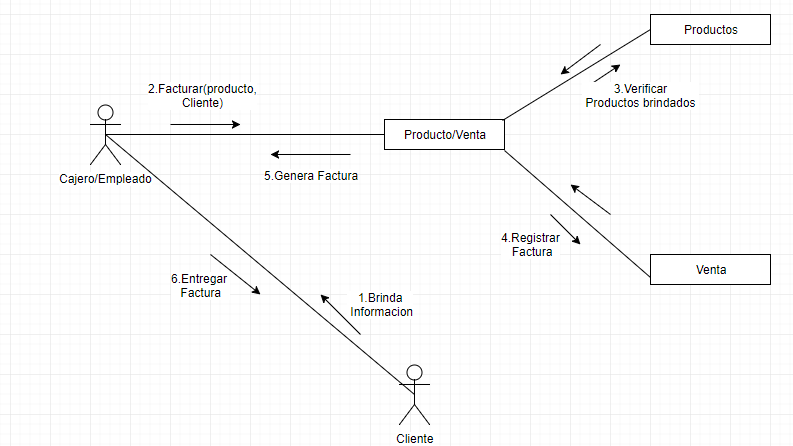 Productos
2.Facturar(producto,
Cliente)
3.Verificar
Productos brindados
Producto/Venta
Cajero/Empleado
5.Genera Factura
4.Registrar
Factura
Venta
6.Entregar
Factura
1.Brinda
Informacion
Cliente